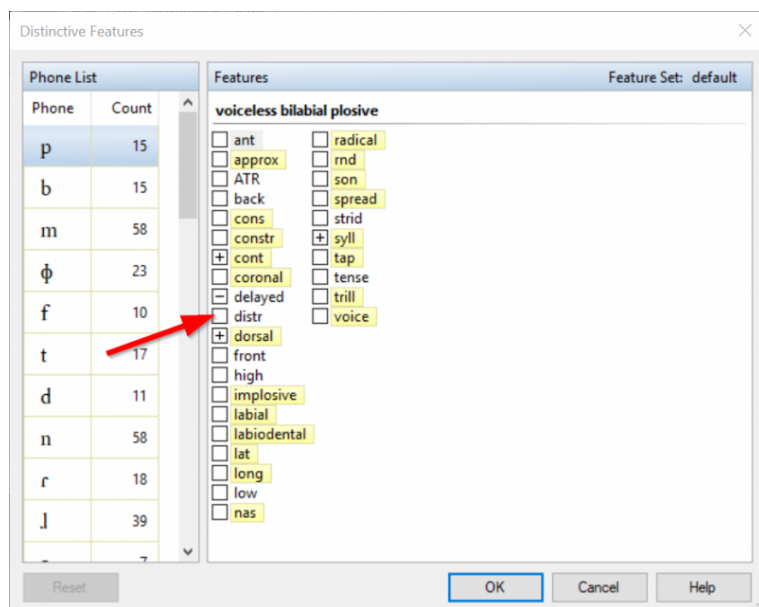 Distinctive Features
Phone List
Phone Count
p 15
b 15
m 58
ɸ 23
f 10
t 17
d 11
n 58
ɾ 18
39
7
Features Feature Set: default
voiceless bilabial plosive
ant radical
approx rnd
ATR son
back spread
cons strid
constr + syll
+ cont tap
coronal tense
− delayed trill
distr voice
+ dorsal
front
high
implosive
labial
labiodental
lat
long
low
nas
Reset OK Cancel Help